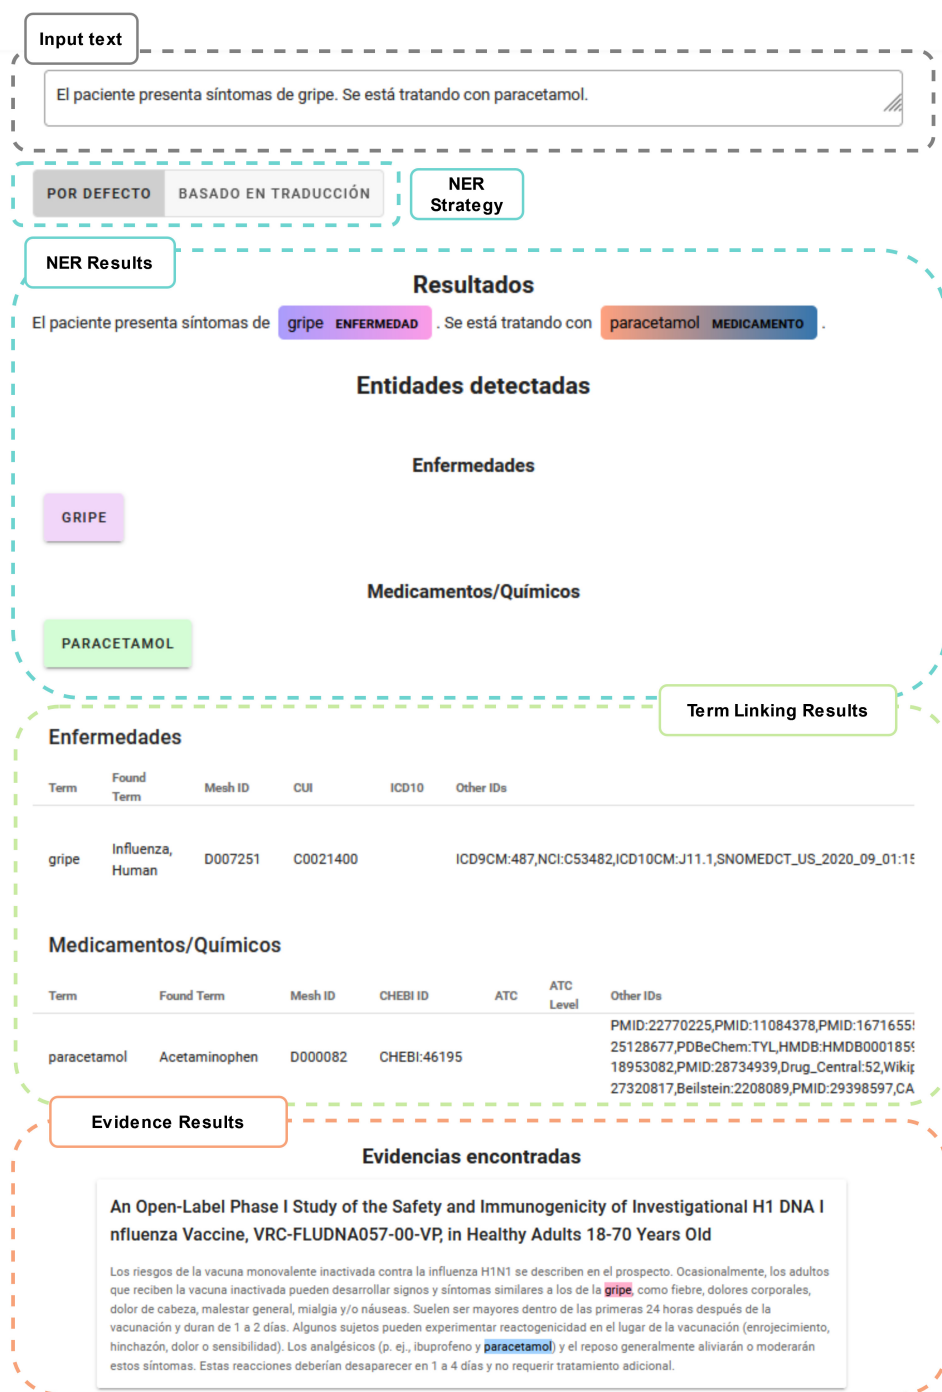 Input text
El paciente presenta síntomas de gripe. Se está tratando con paracetamol.
POR DEFECTO BASADO EN TRADUCCIÓN
NER
Strategy
NER Results
Resultados
El paciente presenta síntomas de gripe ENFERMEDAD . Se está tratando con paracetamol MEDICAMENTO .
Entidades detectadas
Enfermedades
GRIPE
Medicamentos/Químicos
PARACETAMOL
Term Linking Results
Enfermedades
Term Found Term Mesh ID CUI ICD10 Other IDs
gripe Influenza, Human D007251 C0021400 ICD9CM:487,NCI:C53482,ICD10CM:J11.1,SNOMEDCT_US_2020_09_01:15
Medicamentos/Químicos
Term Found Term Mesh ID CHEBI ID ATC ATC Level Other IDs
paracetamol Acetaminophen D000082 CHEBI:46195
PMID:22770225,PMID:11084378,PMID:1671655
25128677,PDBeChem:TYL,HMDB:HMDB0001859
18953082,PMID:28734939,Drug_Central:52,Wikip
27320817,Beilstein:2208089,PMID:29398597,CA
Evidence Results
Evidencias encontradas
An Open-Label Phase I Study of the Safety and Immunogenicity of Investigational H1 DNA I
nfluenza Vaccine, VRC-FLUDNA057-00-VP, in Healthy Adults 18-70 Years Old
Los riesgos de la vacuna monovalente inactivada contra la influenza H1N1 se describen en el prospecto. Ocasionalmente, los adultos
que reciben la vacuna inactivada pueden desarrollar signos y síntomas similares a los de la gripe, como fiebre, dolores corporales,
dolor de cabeza, malestar general, mialgia y/o náuseas. Suelen ser mayores dentro de las primeras 24 horas después de la
vacunación y duran de 1 a 2 días. Algunos sujetos pueden experimentar reactogenicidad en el lugar de la vacunación (enrojecimiento,
hinchazón, dolor o sensibilidad). Los analgésicos (p. ej., ibuprofeno y paracetamol) y el reposo generalmente aliviarán o moderarán
estos síntomas. Estas reacciones deberían desaparecer en 1 a 4 días y no requerir tratamiento adicional.